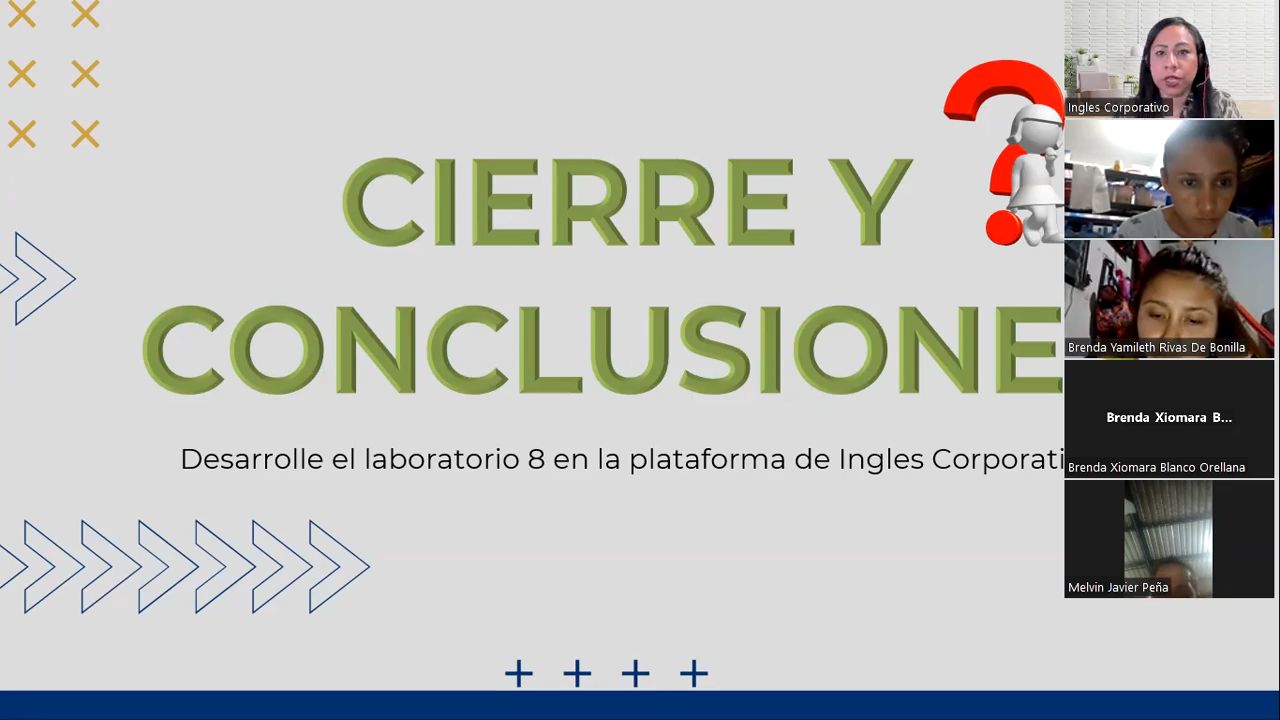 CIERRE Y
CONCLUSIONE
Desarrolle el laboratorio 8 en la plataforma de Ingles Corporati
Ingles Corporativo
Brenda Yamileth Rivas De Bonilla
Brenda Xiomara B...
Brenda Xiomara Blanco Orellana
Melvin Javier Peña